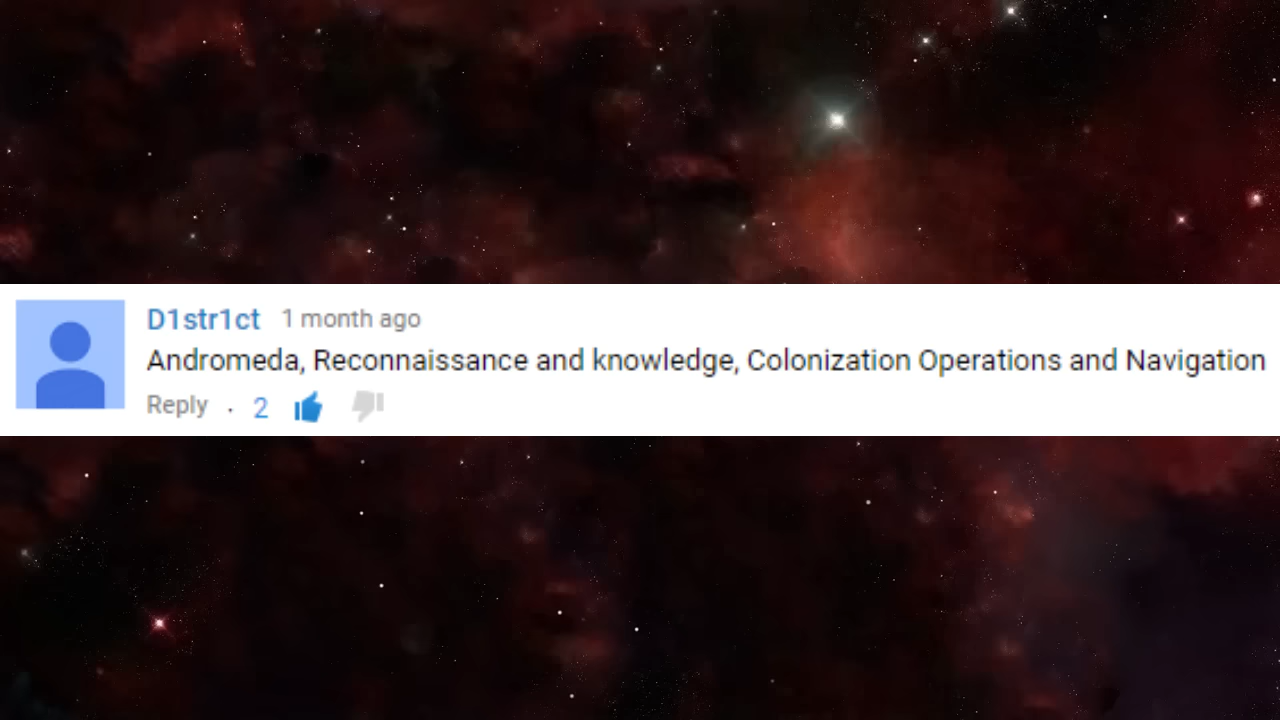 D1str1ct 1 month ago
Andromeda, Reconnaissance and knowledge, Colonization Operations and Navigation
Reply . 2